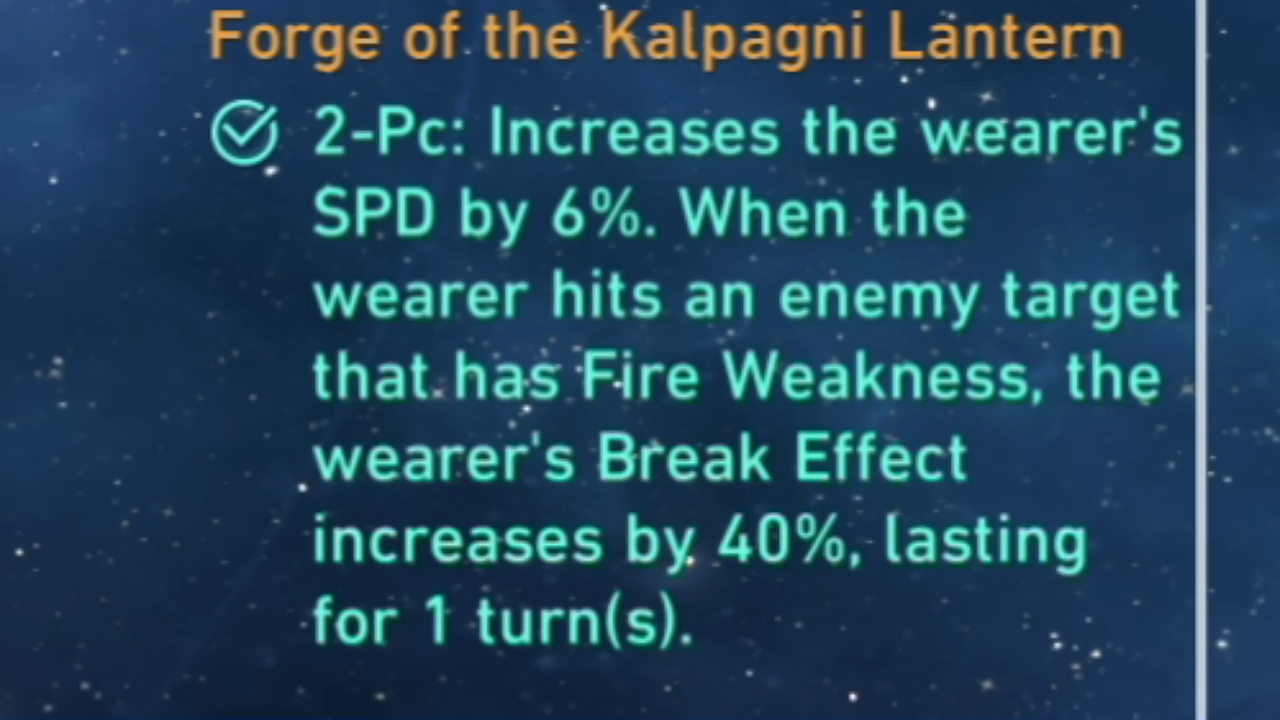 Forge of the Kalpagni Lantern
2-Pc: Increases the wearer's
SPD by 6%. When the
wearer hits an enemy target
that has Fire Weakness, the
wearer's Break Effect
increases by 40%, lasting
for 1 turn(s).